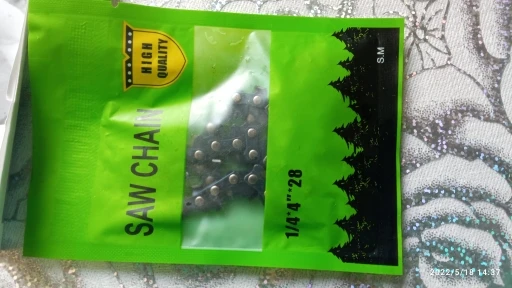 HIGH
QUALITY
SAW CHAIN
1/4*4"*28
S.M
2022/5/18 14:37